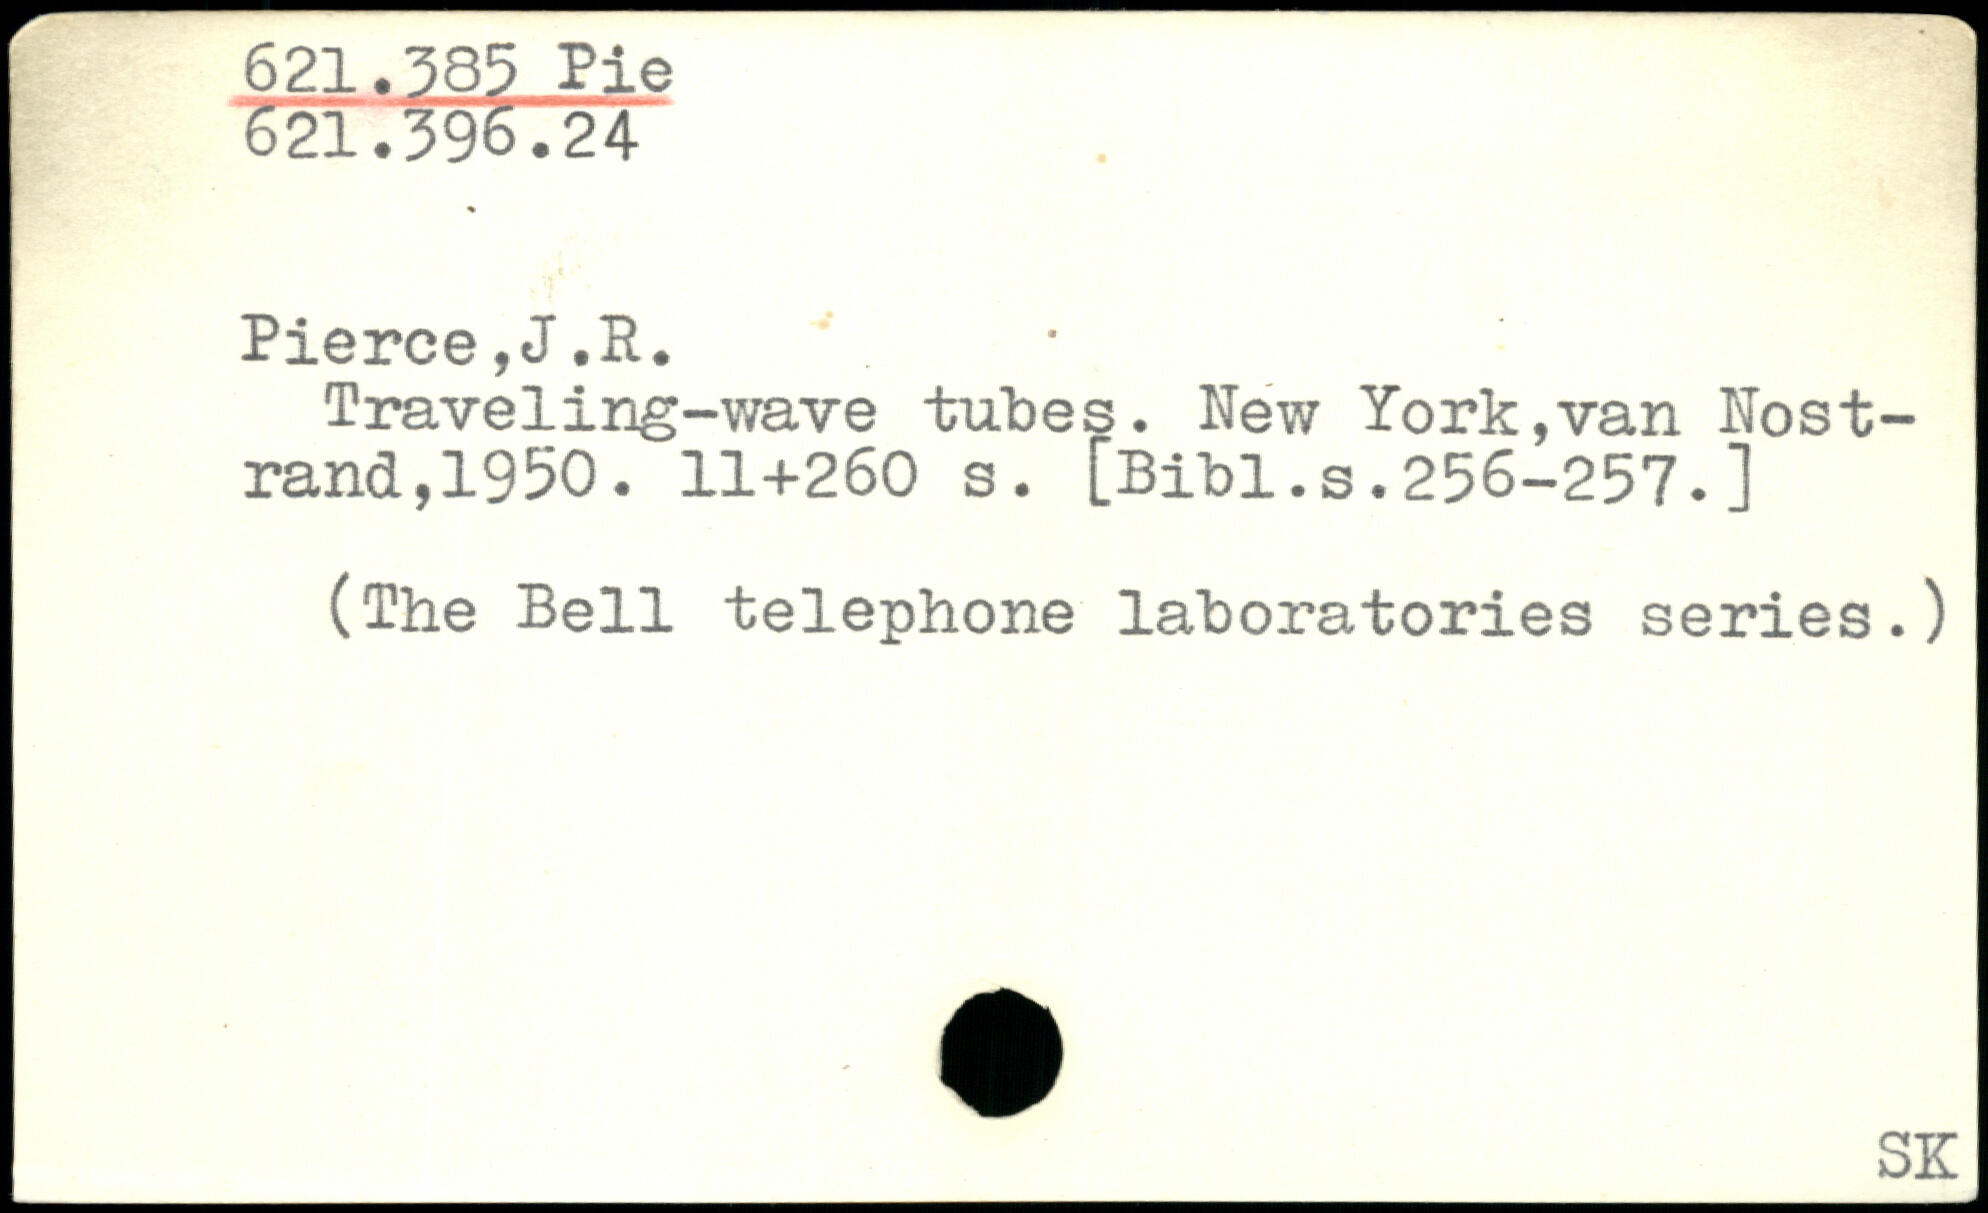 621.385 Pie
621.396.24
Pierce,J.R.
Traveling-wave tubes. New York,van Nost-
rand,1950. 11+260 s. [Bibl.s.256-257.]
(The Bell telephone laboratories series.)
SK